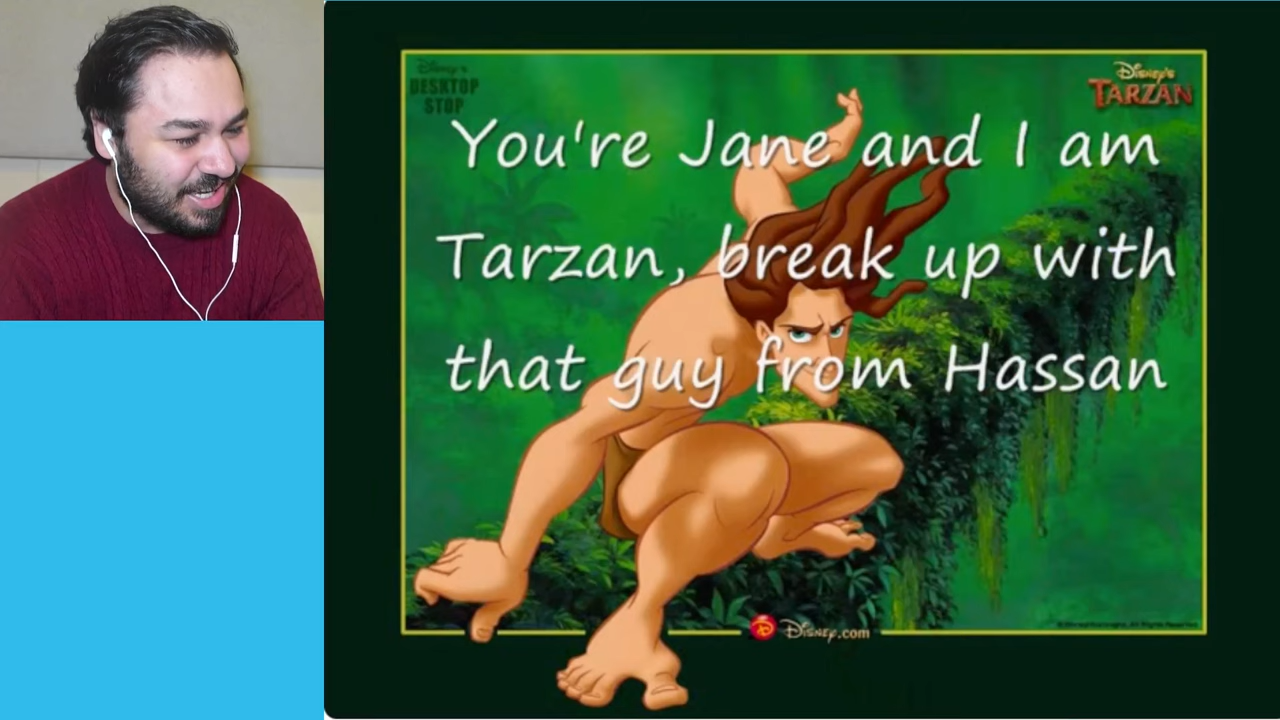 Disney's
DESKTOP
STOP
Disney's
TARZAN
You're Jane and I am
Tarzan, break up with
that guy from Hassan
Disney.com